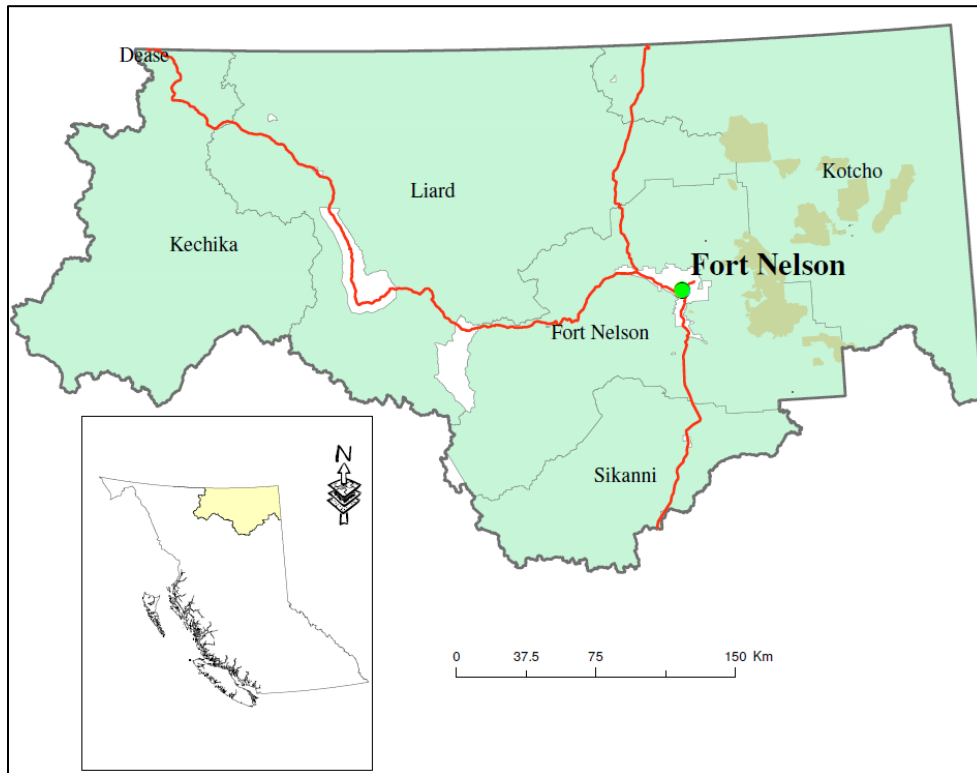 Dease
Kotcho
Liard
Kechika
Fort Nelson
Fort Nelson
Sikanni
N
0 37.5 75 150 Km